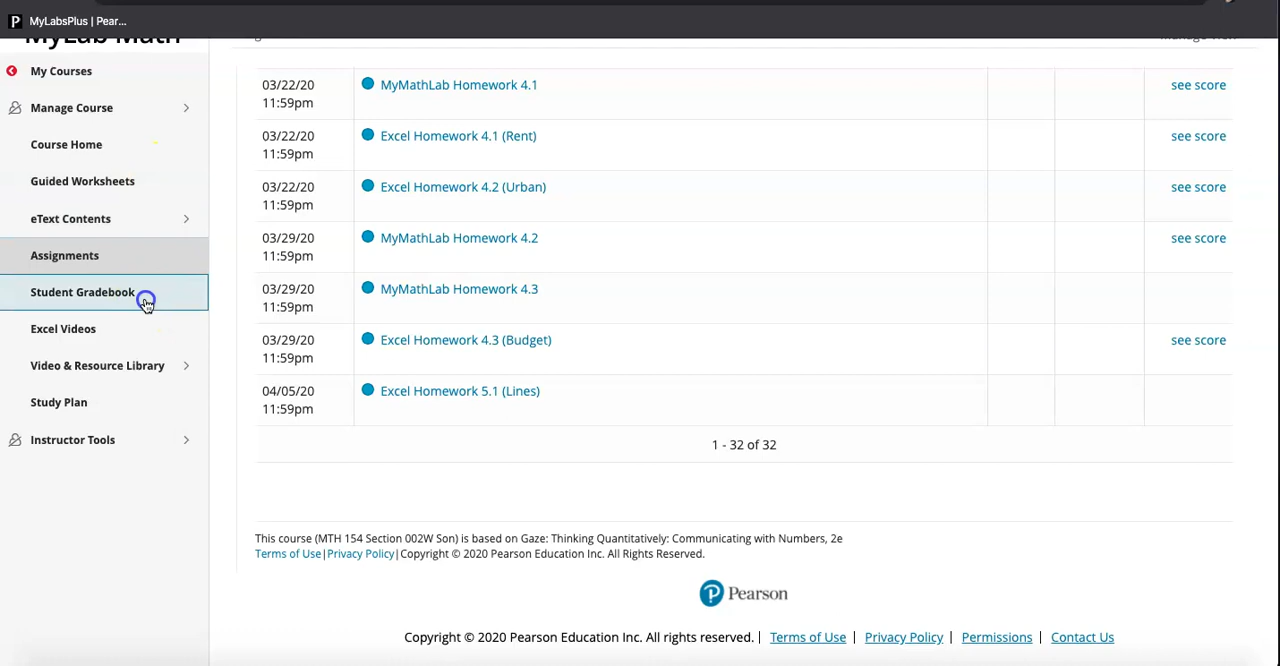 MyLabsPlus | Pear...
MyLab Math
My Courses
Manage Course
Course Home
Guided Worksheets
eText Contents
Assignments
Student Gradebook
Excel Videos
Video & Resource Library
Study Plan
Instructor Tools
03/22/20 MyMathLab Homework 4.1 see score
11:59pm
03/22/20 Excel Homework 4.1 (Rent) see score
11:59pm
03/22/20 Excel Homework 4.2 (Urban) see score
11:59pm
03/29/20 MyMathLab Homework 4.2 see score
11:59pm
03/29/20 MyMathLab Homework 4.3
11:59pm
03/29/20 Excel Homework 4.3 (Budget) see score
11:59pm
04/05/20 Excel Homework 5.1 (Lines)
11:59pm
1 - 32 of 32
This course (MTH 154 Section 002W Son) is based on Gaze: Thinking Quantitatively: Communicating with Numbers, 2e
Terms of Use|Privacy Policy|Copyright © 2020 Pearson Education Inc. All Rights Reserved.
Pearson
Copyright © 2020 Pearson Education Inc. All rights reserved. | Terms of Use | Privacy Policy | Permissions | Contact Us